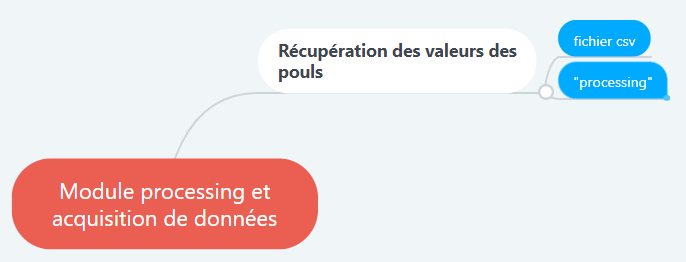 Récupération des valeurs des
pouls
fichier csv
"processing"
Module processing et
acquisition de données